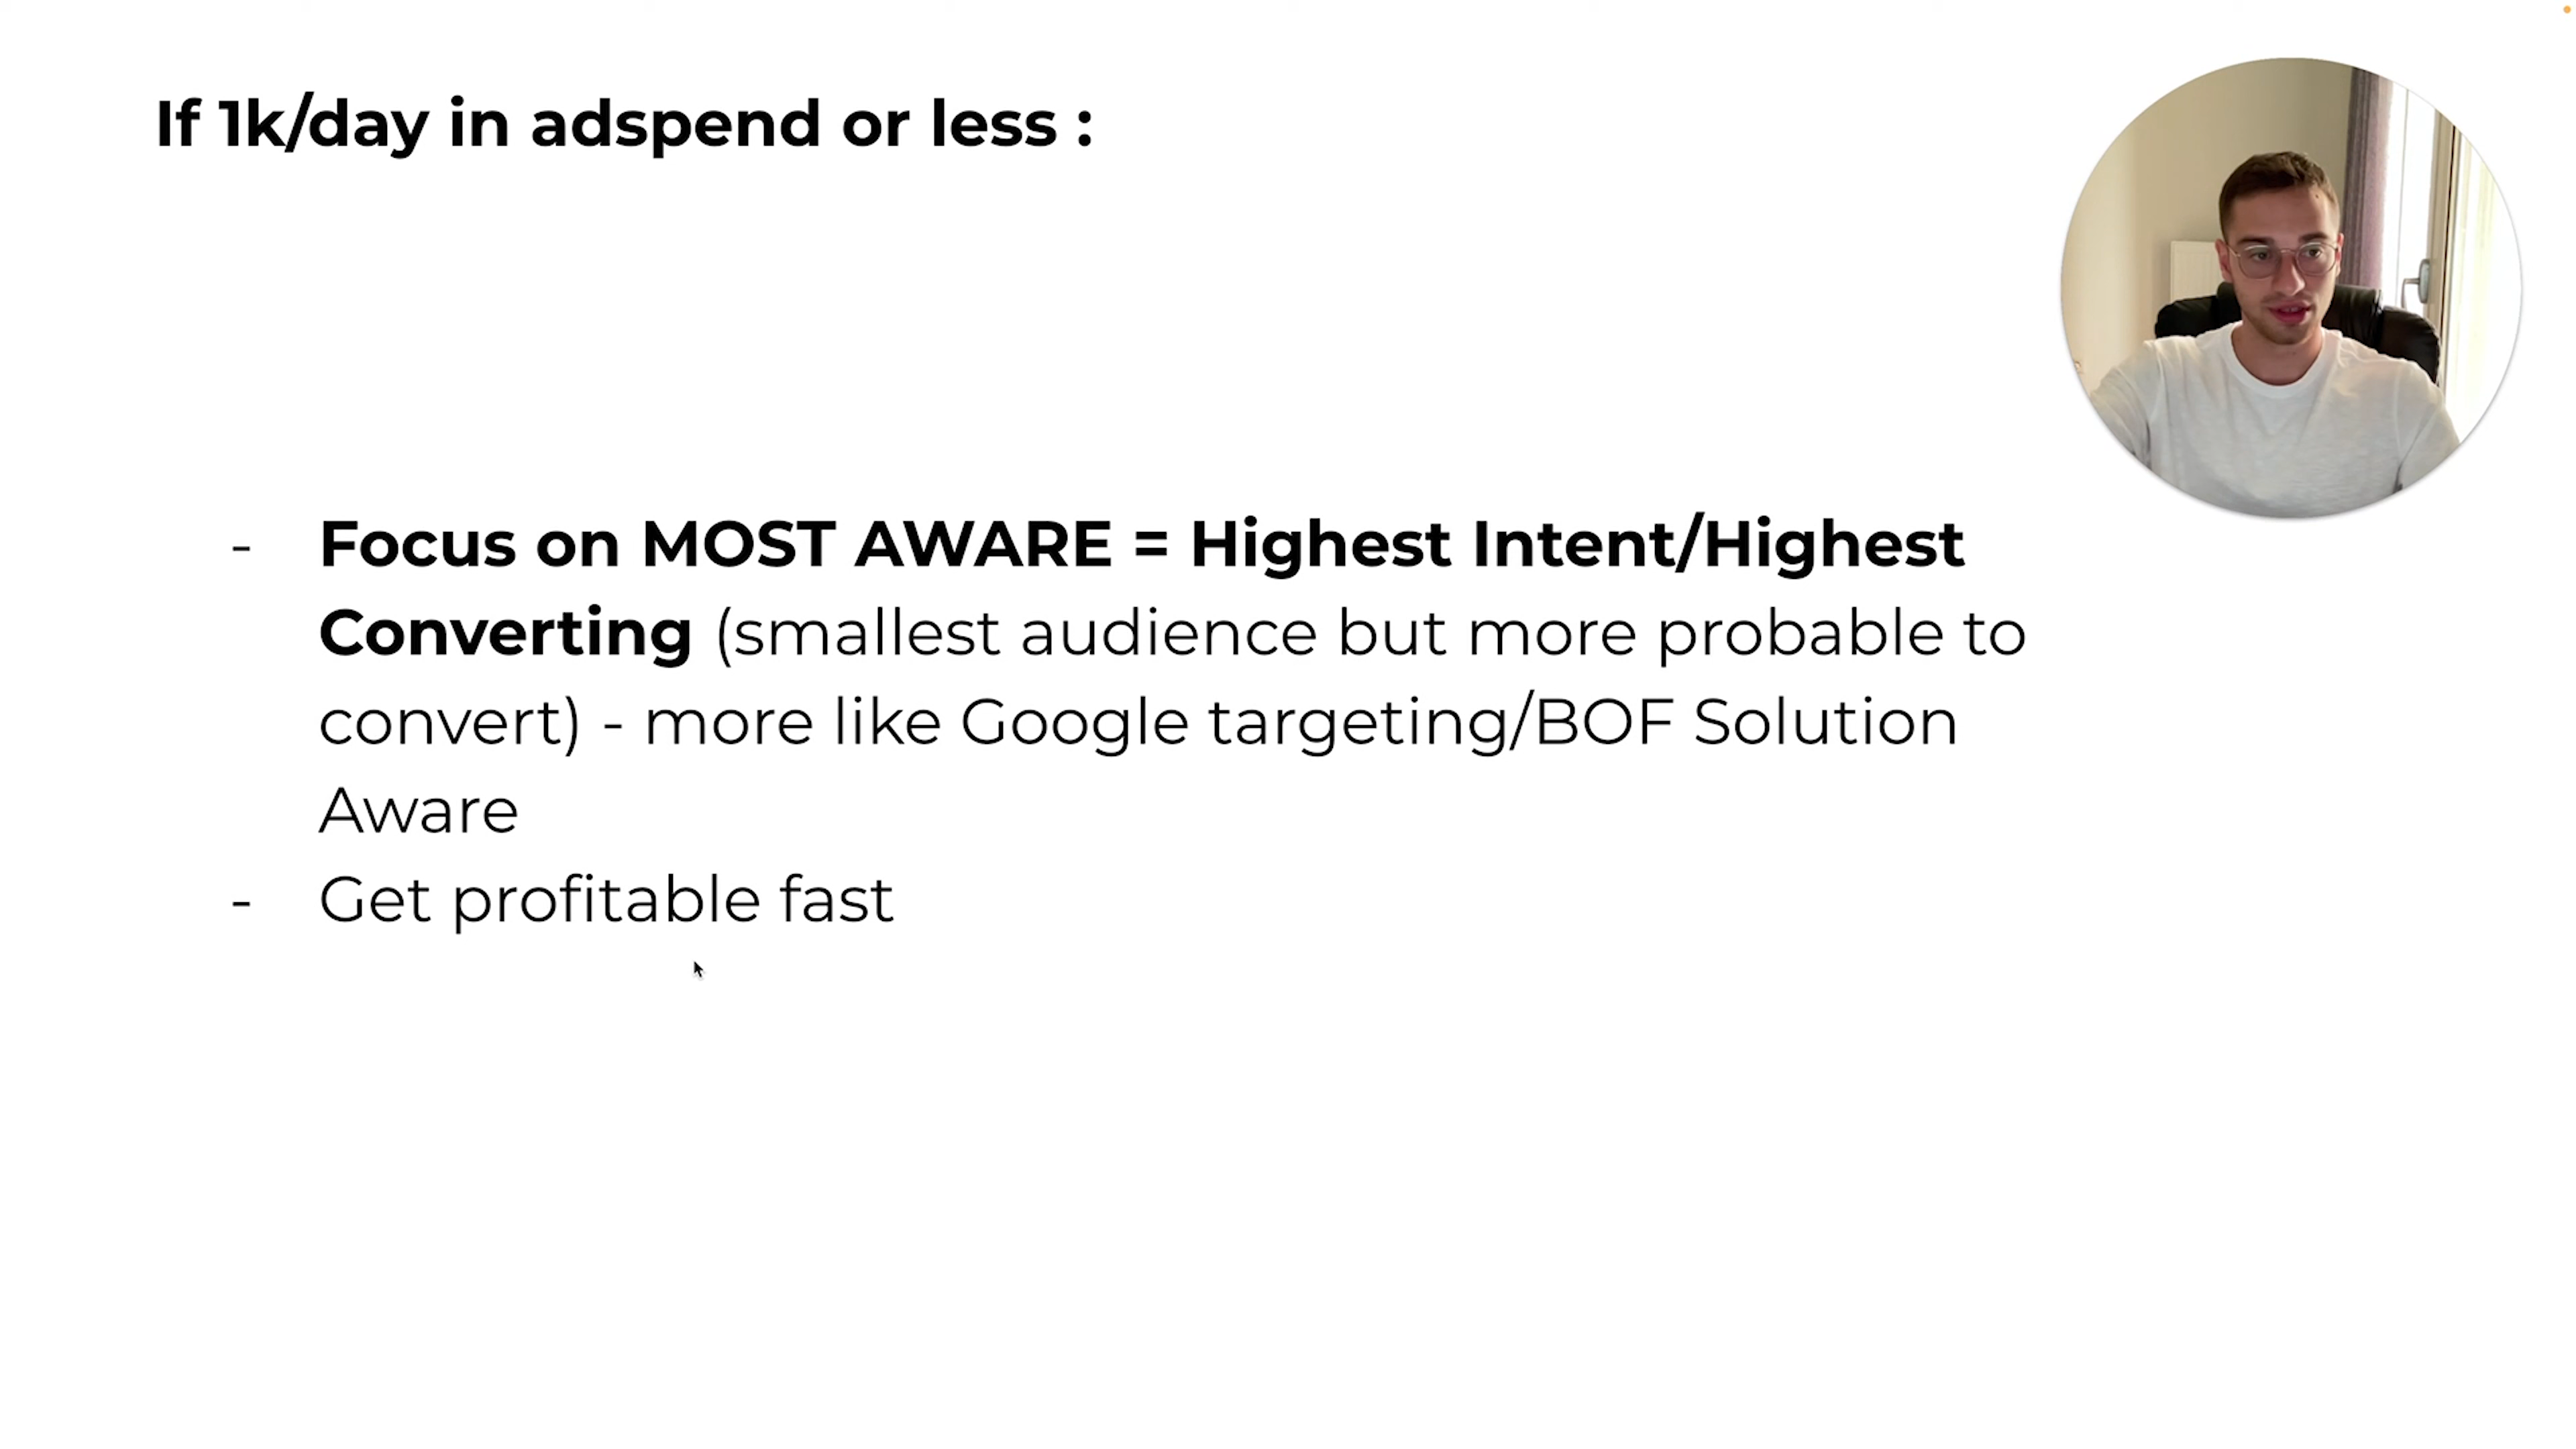 If 1k/day in adspend or less :
- Focus on MOST AWARE = Highest Intent/Highest
Converting (smallest audience but more probable to
convert) - more like Google targeting/BOF Solution
Aware
- Get profitable fast